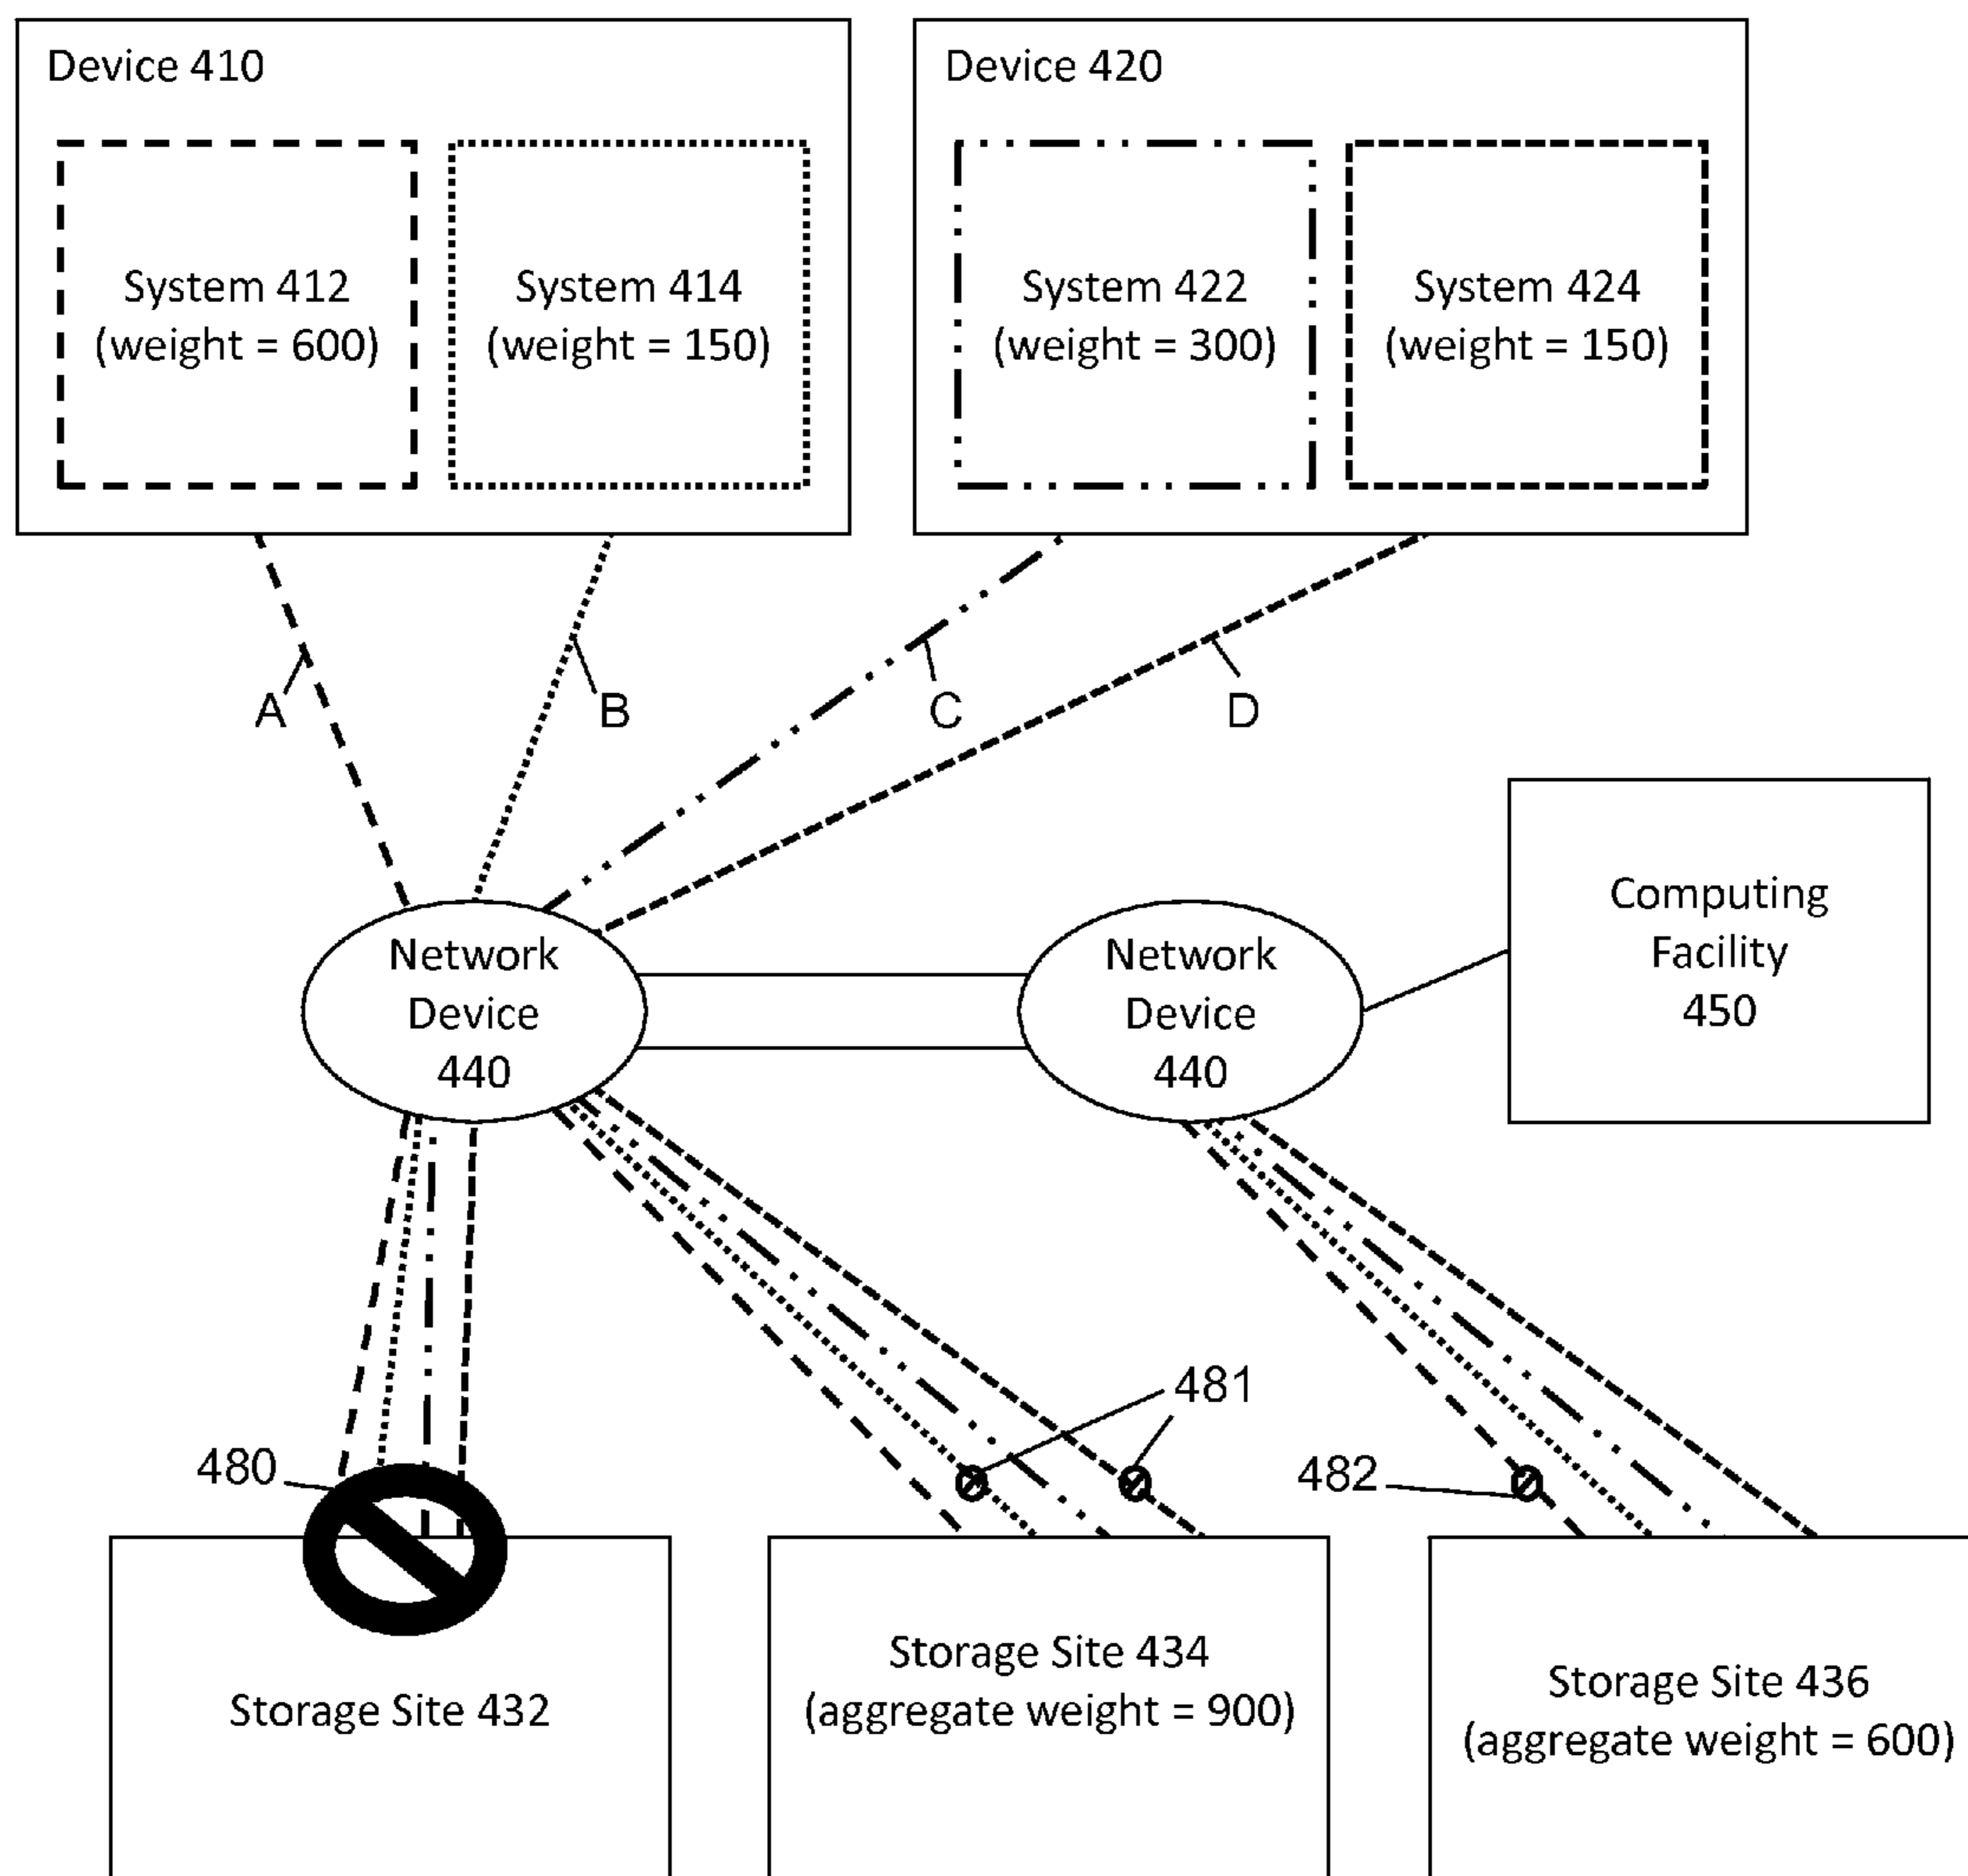 Device 410
Device 420
System 412
(weight = 600)
System 414
(weight = 150)
System 422
(weight = 300)
System 424
(weight = 150)
A
B
C
D
Network
Device
440
Network
Device
440
Computing
Facility
450
480
481
482
Storage Site 432
Storage Site 434
(aggregate weight = 900)
Storage Site 436
(aggregate weight = 600)